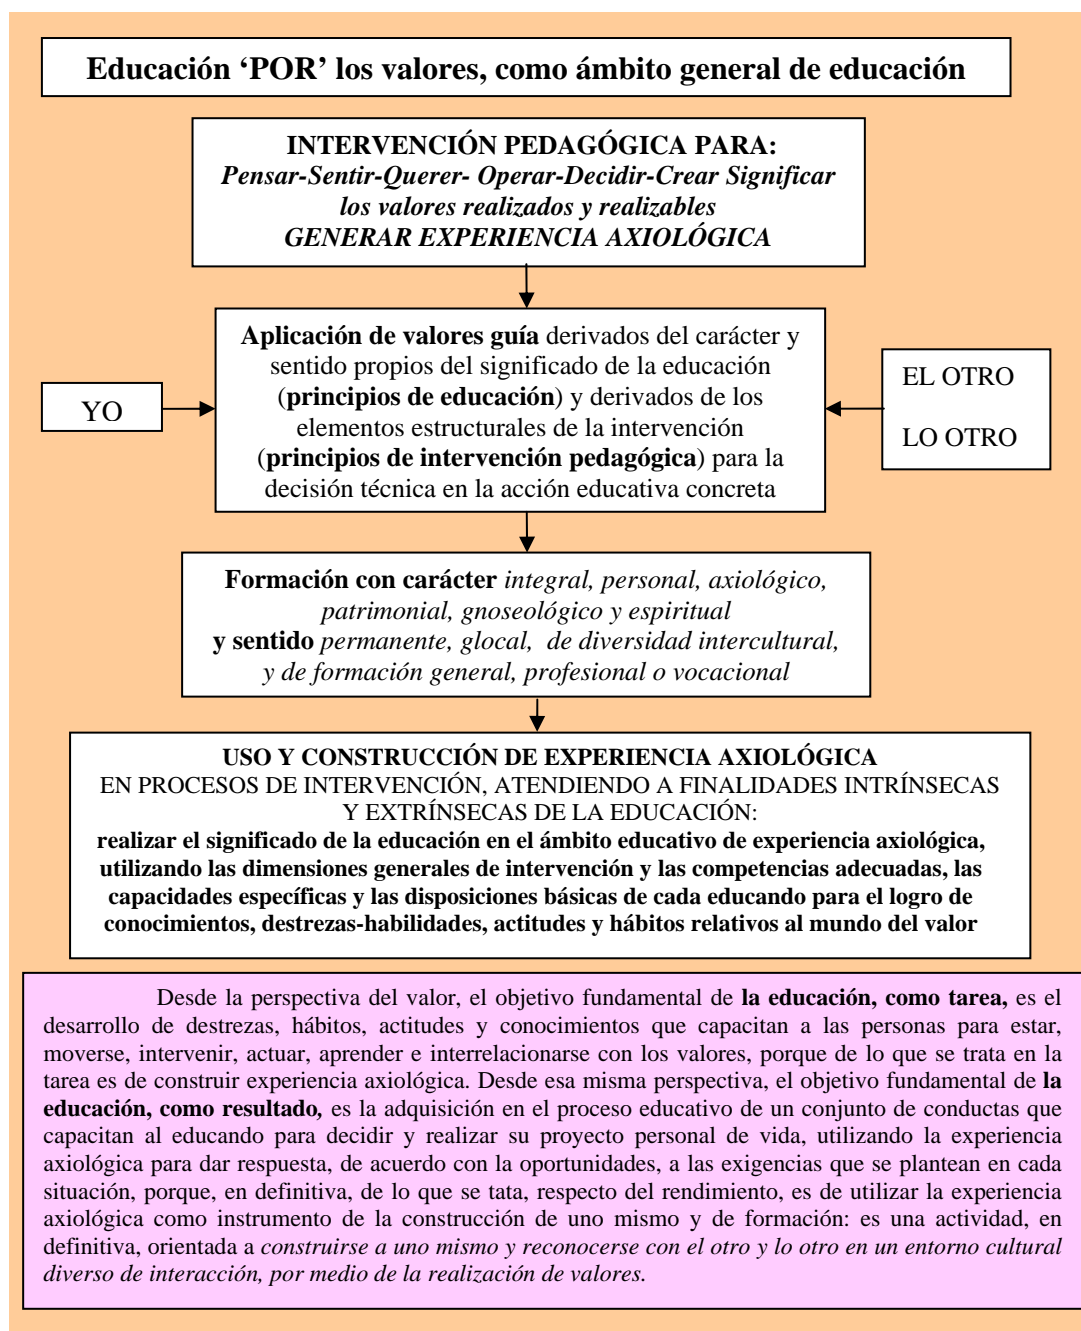 Educación ‘POR’ los valores, como ámbito general de educación
INTERVENCIÓN PEDAGÓGICA PARA:
Pensar-Sentir-Querer- Operar-Decidir-Crear Significar
los valores realizados y realizables
GENERAR EXPERIENCIA AXIOLÓGICA
Aplicación de valores guía derivados del carácter y
sentido propios del significado de la educación
(principios de educación) y derivados de los
elementos estructurales de la intervención
(principios de intervención pedagógica) para la
decisión técnica en la acción educativa concreta
YO
EL OTRO
LO OTRO
Formación con carácter integral, personal, axiológico,
patrimonial, gnoseológico y espiritual
y sentido permanente, glocal, de diversidad intercultural,
y de formación general, profesional o vocacional
USO Y CONSTRUCCIÓN DE EXPERIENCIA AXIOLÓGICA
EN PROCESOS DE INTERVENCIÓN, ATENDIENDO A FINALIDADES INTRÍNSECAS
Y EXTRÍNSECAS DE LA EDUCACIÓN:
realizar el significado de la educación en el ámbito educativo de experiencia axiológica,
utilizando las dimensiones generales de intervención y las competencias adecuadas, las
capacidades específicas y las disposiciones básicas de cada educando para el logro de
conocimientos, destrezas-habilidades, actitudes y hábitos relativos al mundo del valor
Desde la perspectiva del valor, el objetivo fundamental de la educación, como tarea, es el
desarrollo de destrezas, hábitos, actitudes y conocimientos que capacitan a las personas para estar,
moverse, intervenir, actuar, aprender e interrelacionarse con los valores, porque de lo que se trata en la
tarea es de construir experiencia axiológica. Desde esa misma perspectiva, el objetivo fundamental de la
educación, como resultado, es la adquisición en el proceso educativo de un conjunto de conductas que
capacitan al educando para decidir y realizar su proyecto personal de vida, utilizando la experiencia
axiológica para dar respuesta, de acuerdo con la oportunidades, a las exigencias que se plantean en cada
situación, porque, en definitiva, de lo que se tata, respecto del rendimiento, es de utilizar la experiencia
axiológica como instrumento de la construcción de uno mismo y de formación: es una actividad, en
definitiva, orientada a construirse a uno mismo y reconocerse con el otro y lo otro en un entorno cultural
diverso de interacción, por medio de la realización de valores.